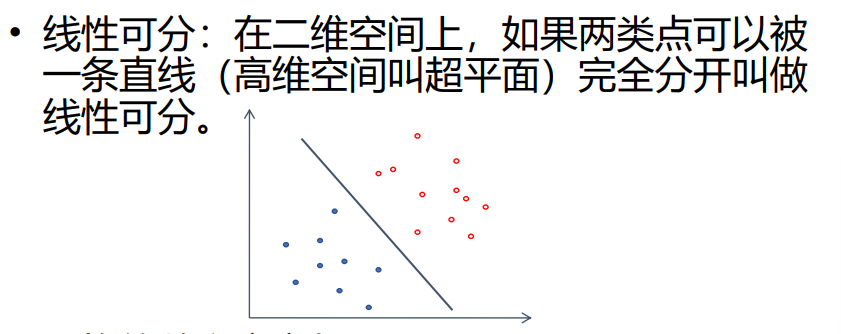 • 线性可分：在二维空间上，如果两类点可以被
一条直线（高维空间叫超平面）完全分开叫做
线性可分。